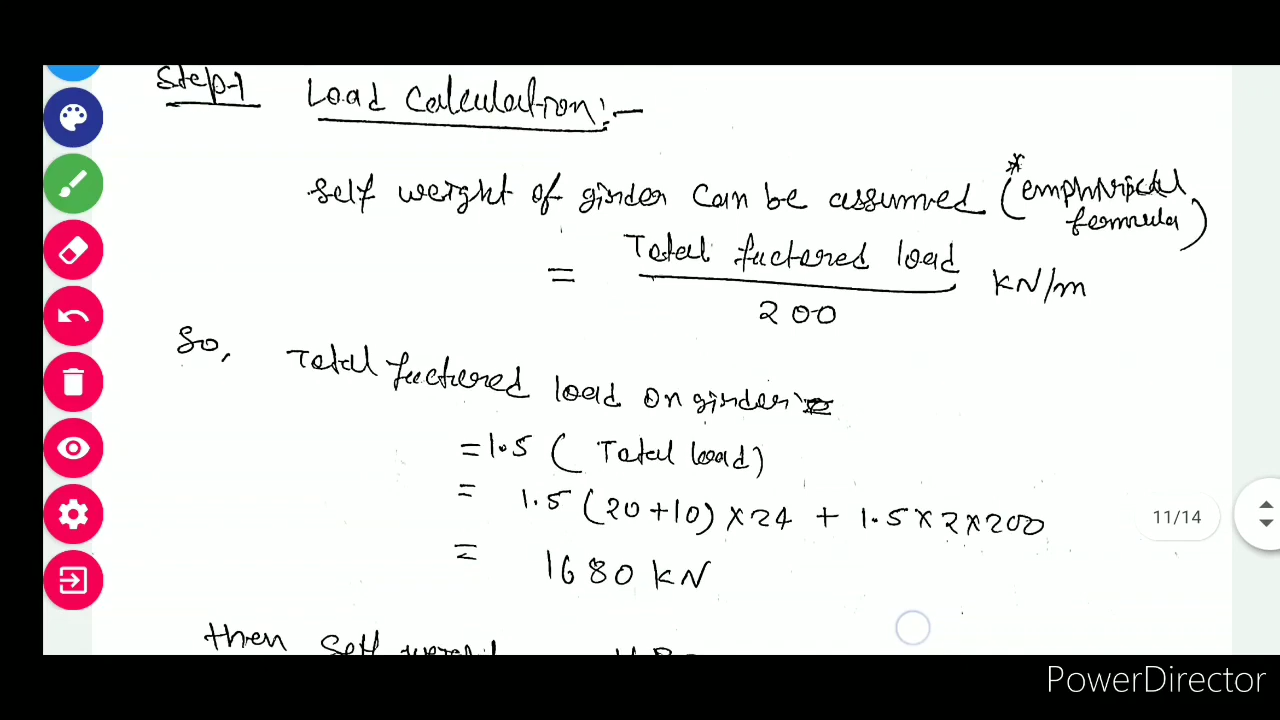 Step-1 Load Calculation:-
Self weight of girder can be assumed (*emphirical
formula)
= Total factored load / 200 kN/m
So, Total factored load on girder
= 1.5 (Total load)
= 1.5 (20+10) × 24 + 1.5 × 2 × 200
= 1680 kN
then Self weight
11/14
PowerDirector